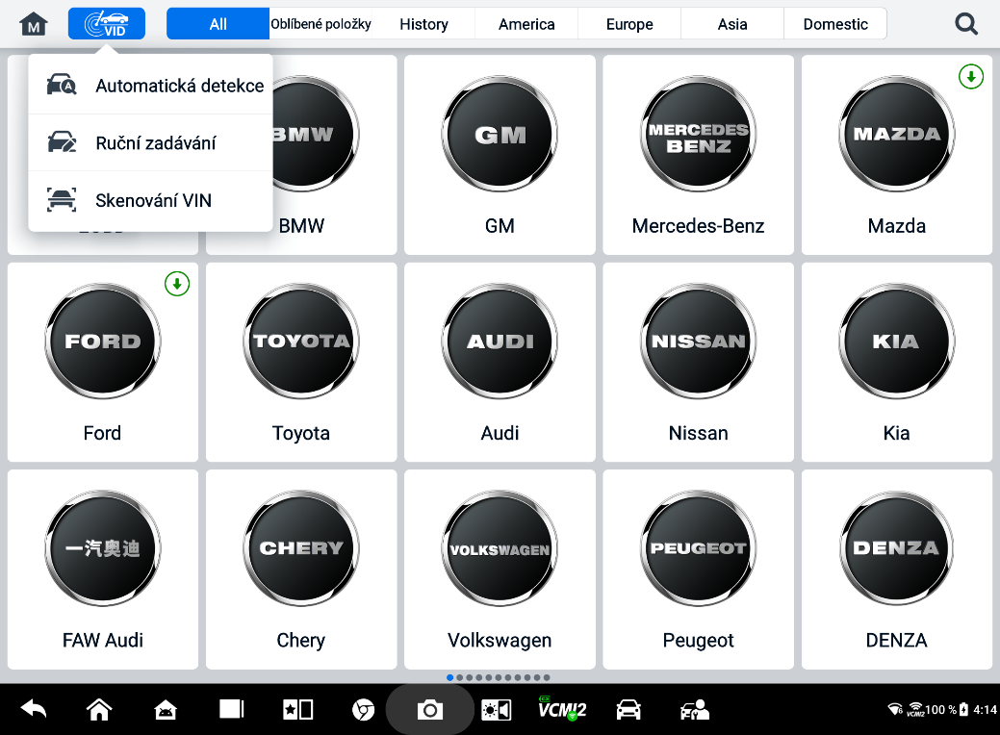 M
VID
All
Oblíbené položky
History
America
Europe
Asia
Domestic
Automatická detekce
Ruční zadávání
Skenování VIN
BMW
GM
MERCEDES
BENZ
MAZDA
BMW
GM
Mercedes-Benz
Mazda
FORD
TOYOTA
AUDI
NISSAN
KIA
Ford
Toyota
Audi
Nissan
Kia
一汽奥迪
CHERY
VOLKSWAGEN
PEUGEOT
DENZA
FAW Audi
Chery
Volkswagen
Peugeot
DENZA
VCMI2
6
VCMI2
100 %
4:14